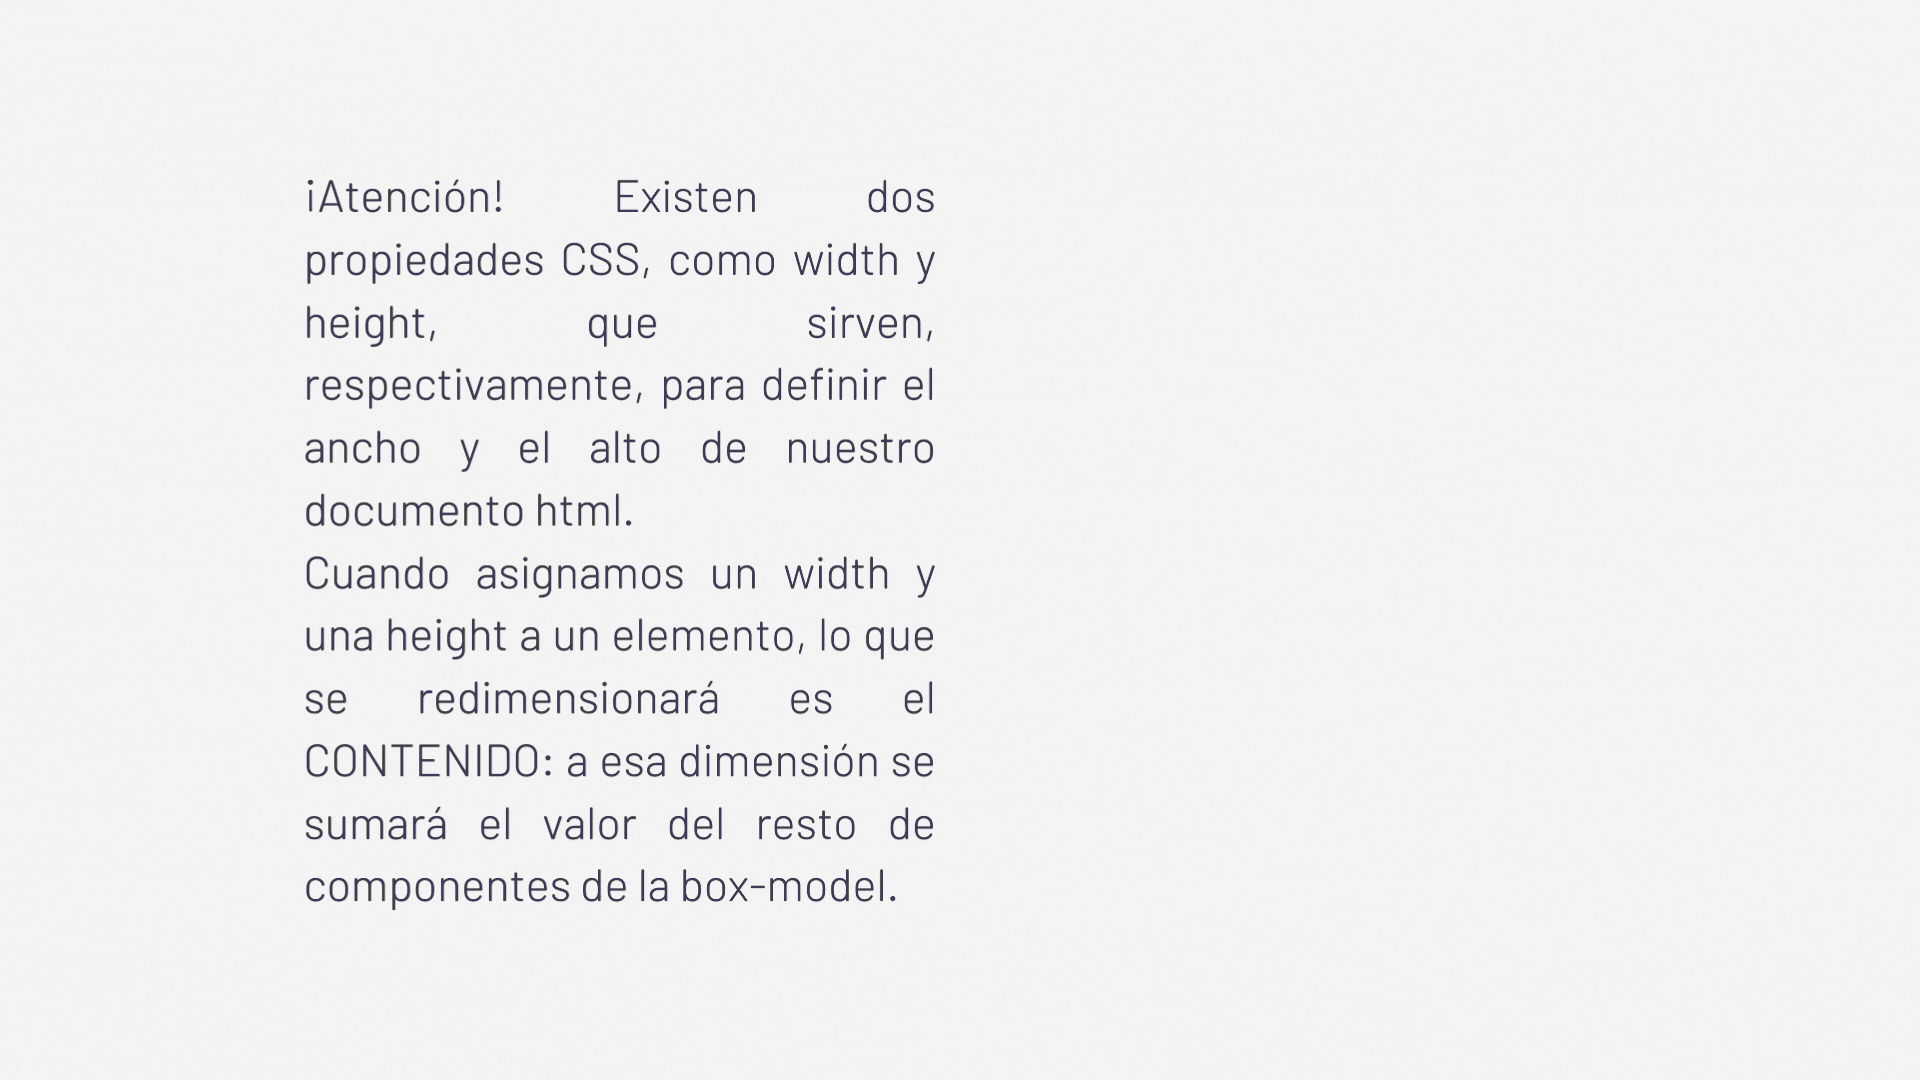 ¡Atención! Existen dos
propiedades CSS, como width y
height, que sirven,
respectivamente, para definir el
ancho y el alto de nuestro
documento html.
Cuando asignamos un width y
una height a un elemento, lo que
se redimensionará es el
CONTENIDO: a esa dimensión se
sumará el valor del resto de
componentes de la box-model.